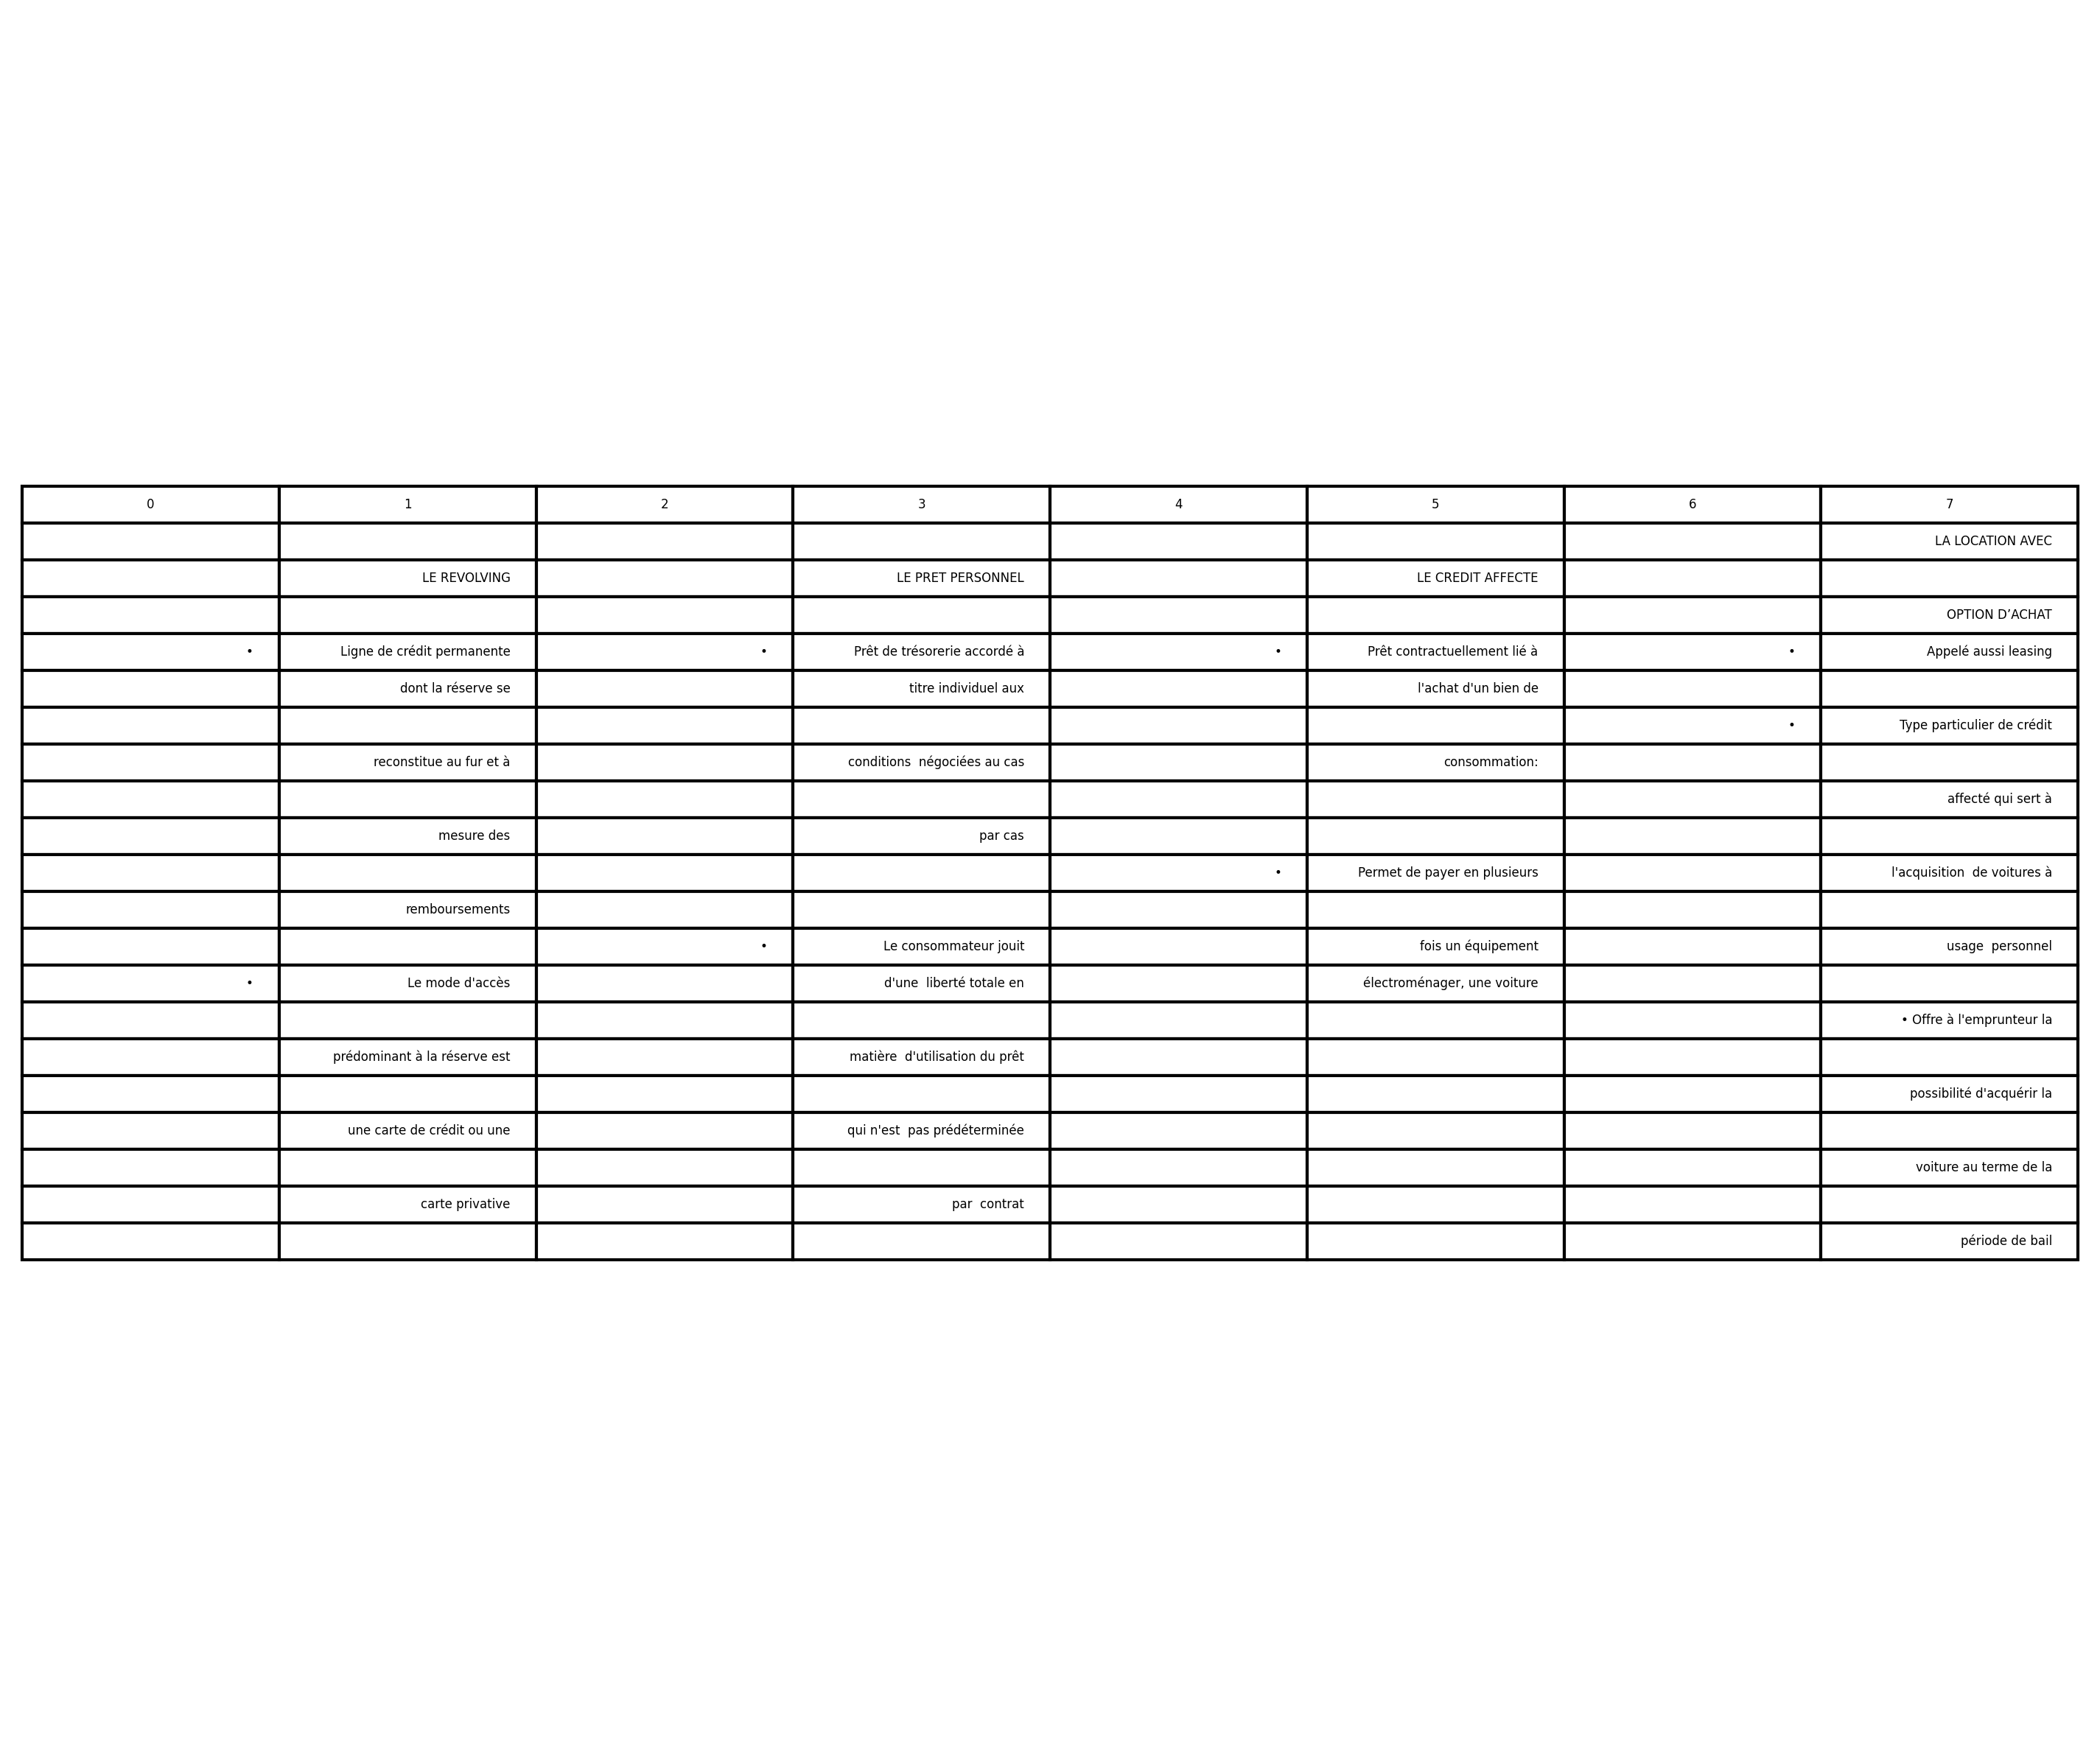 0 1 2 3 4 5 6 7
LA LOCATION AVEC
LE REVOLVING LE PRET PERSONNEL LE CREDIT AFFECTE
OPTION D’ACHAT
• Ligne de crédit permanente • Prêt de trésorerie accordé à • Prêt contractuellement lié à • Appelé aussi leasing
dont la réserve se titre individuel aux l'achat d'un bien de
• Type particulier de crédit
reconstitue au fur et à conditions  négociées au cas consommation:
affecté qui sert à
mesure des par cas
• Permet de payer en plusieurs l'acquisition  de voitures à
remboursements
• Le consommateur jouit fois un équipement usage  personnel
• Le mode d'accès d'une  liberté totale en électroménager, une voiture
• Offre à l'emprunteur la
prédominant à la réserve est matière  d'utilisation du prêt
possibilité d'acquérir la
une carte de crédit ou une qui n'est  pas prédéterminée
voiture au terme de la
carte privative par  contrat
période de bail